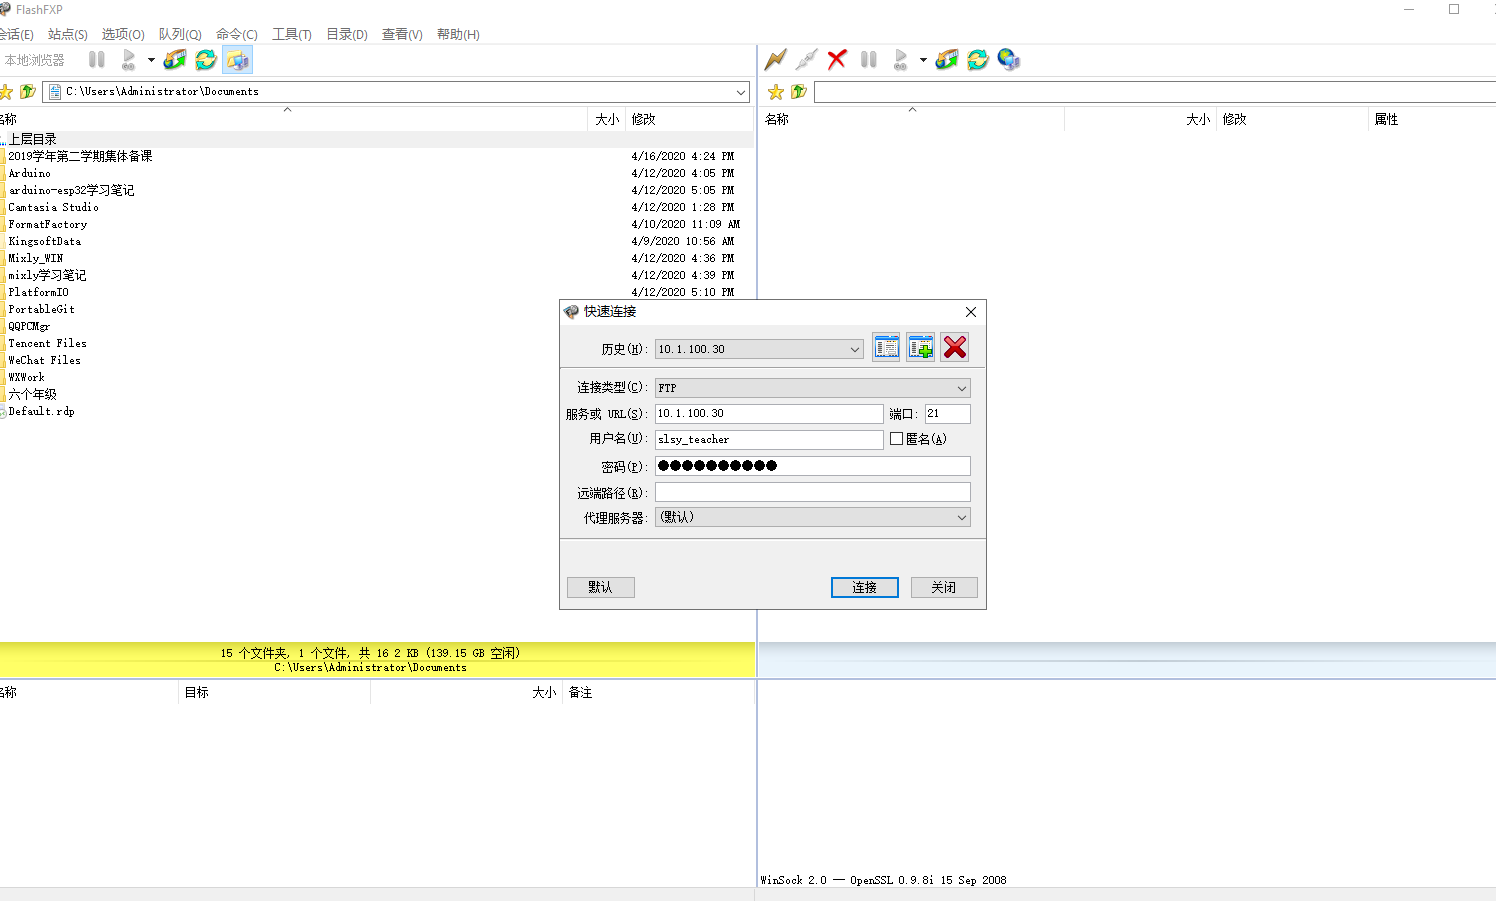 FlashFXP
会话(E) 站点(S) 选项(O) 队列(Q) 命令(C) 工具(T) 目录(D) 查看(V) 帮助(H)
本地浏览器
C:\Users\Administrator\Documents
名称 大小 修改
上层目录
2019学年第二学期集体备课 4/16/2020 4:24 PM
Arduino 4/12/2020 4:05 PM
arduino-esp32学习笔记 4/12/2020 5:05 PM
Camtasia Studio 4/12/2020 1:28 PM
FormatFactory 4/10/2020 11:09 AM
KingsoftData 4/9/2020 10:56 AM
Mixly_WIN 4/12/2020 4:36 PM
mixly学习笔记 4/12/2020 4:39 PM
PlatformIO 4/12/2020 5:10 PM
PortableGit
QQPCMgr
Tencent Files
WeChat Files
WXWork
六个年级
Default.rdp
15 个文件夹, 1 个文件, 共 16 2 KB (139.15 GB 空闲)
C:\Users\Administrator\Documents
名称 目标 大小 备注
名称 大小 修改 属性
快速连接
历史(H): 10.1.100.30
连接类型(C): FTP
服务或 URL(S): 10.1.100.30 端口: 21
用户名(U): slsy_teacher 匿名(A)
密码(P): ●●●●●●●●●●
远端路径(R):
代理服务器: (默认)
默认 连接 关闭
WinSock 2.0 — OpenSSL 0.9.8i 15 Sep 2008